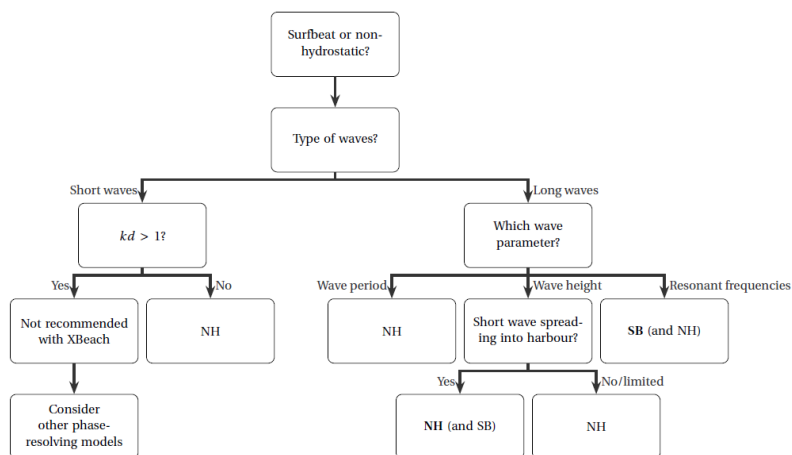 Surfbeat or non-
hydrostatic?
Type of waves?
Short waves
Long waves
kd > 1?
Which wave
parameter?
Yes
No
Wave period
Wave height
Resonant frequencies
Not recommended
with XBeach
NH
NH
Short wave spread-
ing into harbour?
SB (and NH)
Yes
No/limited
Consider
other phase-
resolving models
NH (and SB)
NH